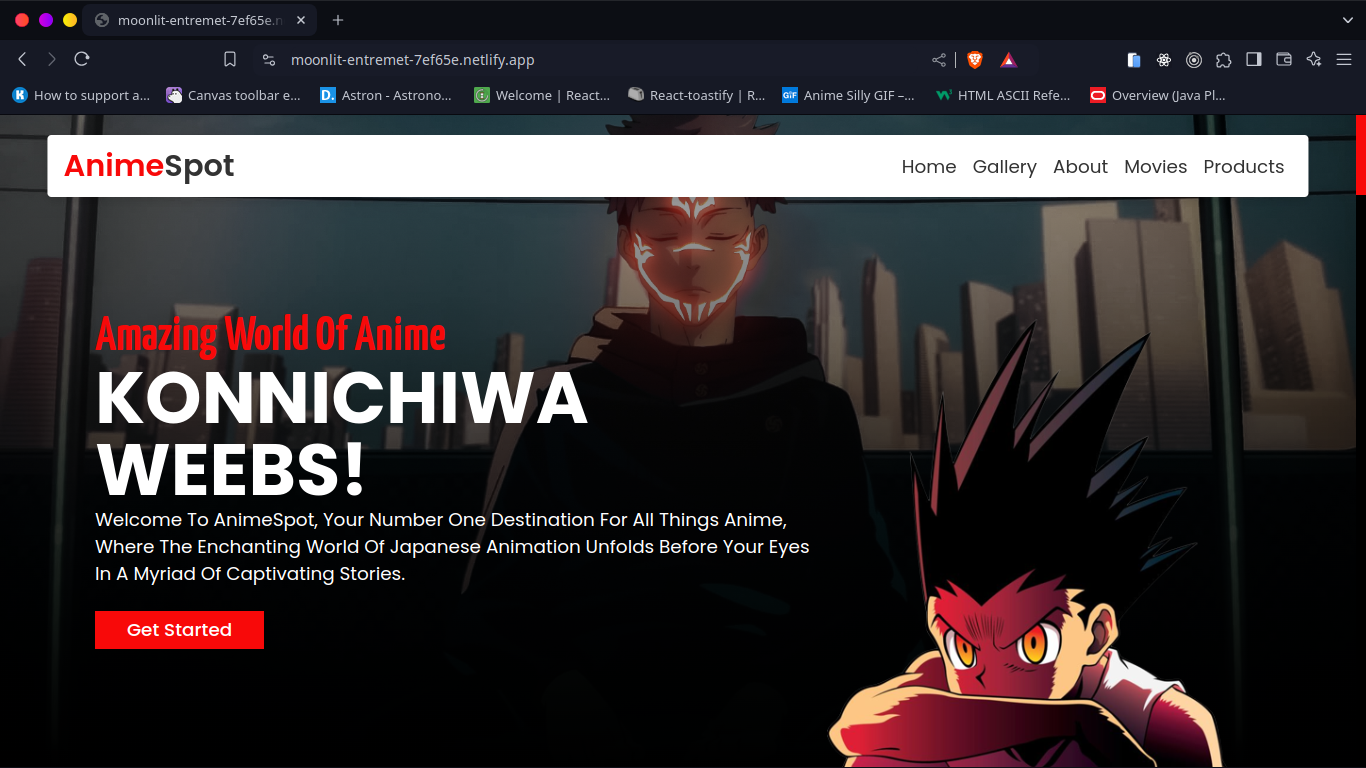 moonlit-entremet-7ef65e.n
moonlit-entremet-7ef65e.netlify.app
How to support a... Canvas toolbar e... D. Astron - Astrono... Welcome | React... React-toastify | R... GIF Anime Silly GIF –... HTML ASCII Refe... Overview (Java Pl...
AnimeSpot Home Gallery About Movies Products
Amazing World Of Anime
KONNICHIWA
WEEBS!
Welcome To AnimeSpot, Your Number One Destination For All Things Anime,
Where The Enchanting World Of Japanese Animation Unfolds Before Your Eyes
In A Myriad Of Captivating Stories.
Get Started